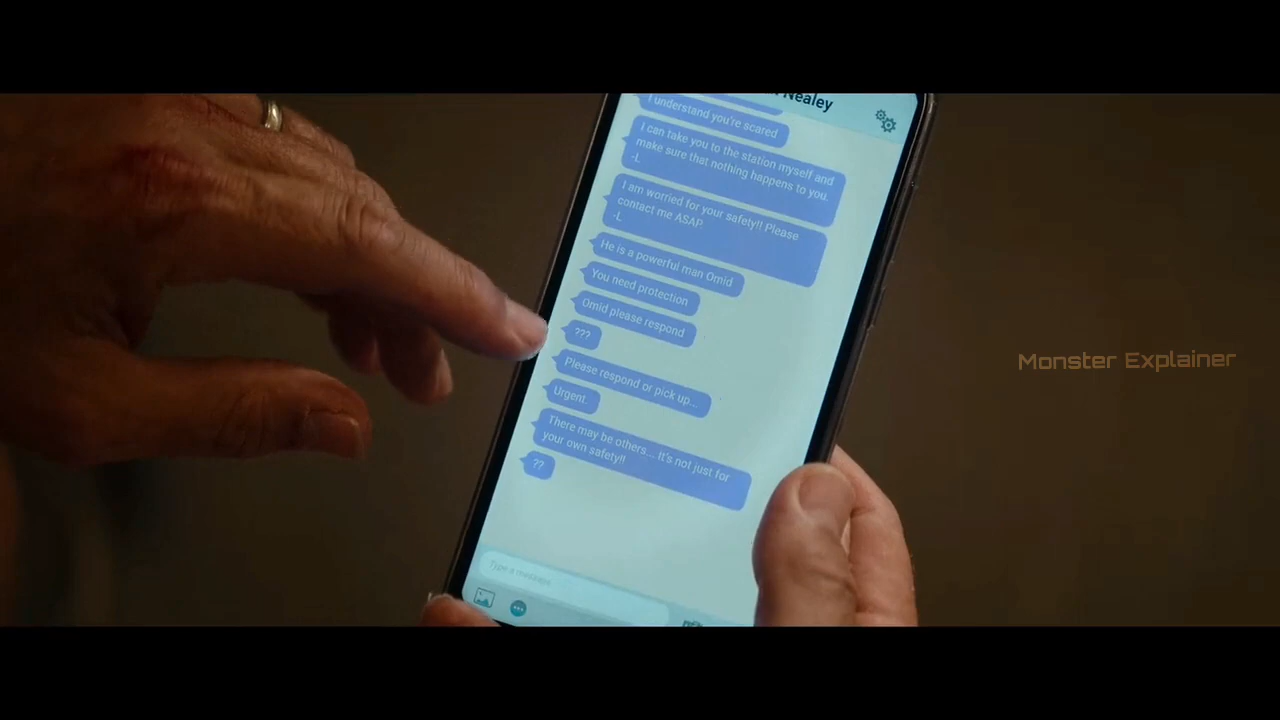 Nealey
I understand you're scared
I can take you to the station myself and
make sure that nothing happens to you.
-L
I am worried for your safety!! Please
contact me ASAP.
-L
He is a powerful man Omid
You need protection
Omid please respond
???
Please respond or pick up...
Urgent.
There may be others... It's not just for
your own safety!!
??
Type a message
Monster Explainer